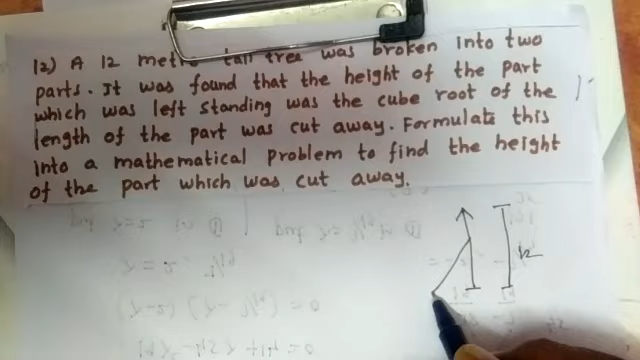 12) A 12 metre tall tree was broken into two
parts. It was found that the height of the part
which was left standing was the cube root of the
length of the part was cut away. Formulate this
into a mathematical problem to find the height
of the part which was cut away.
12